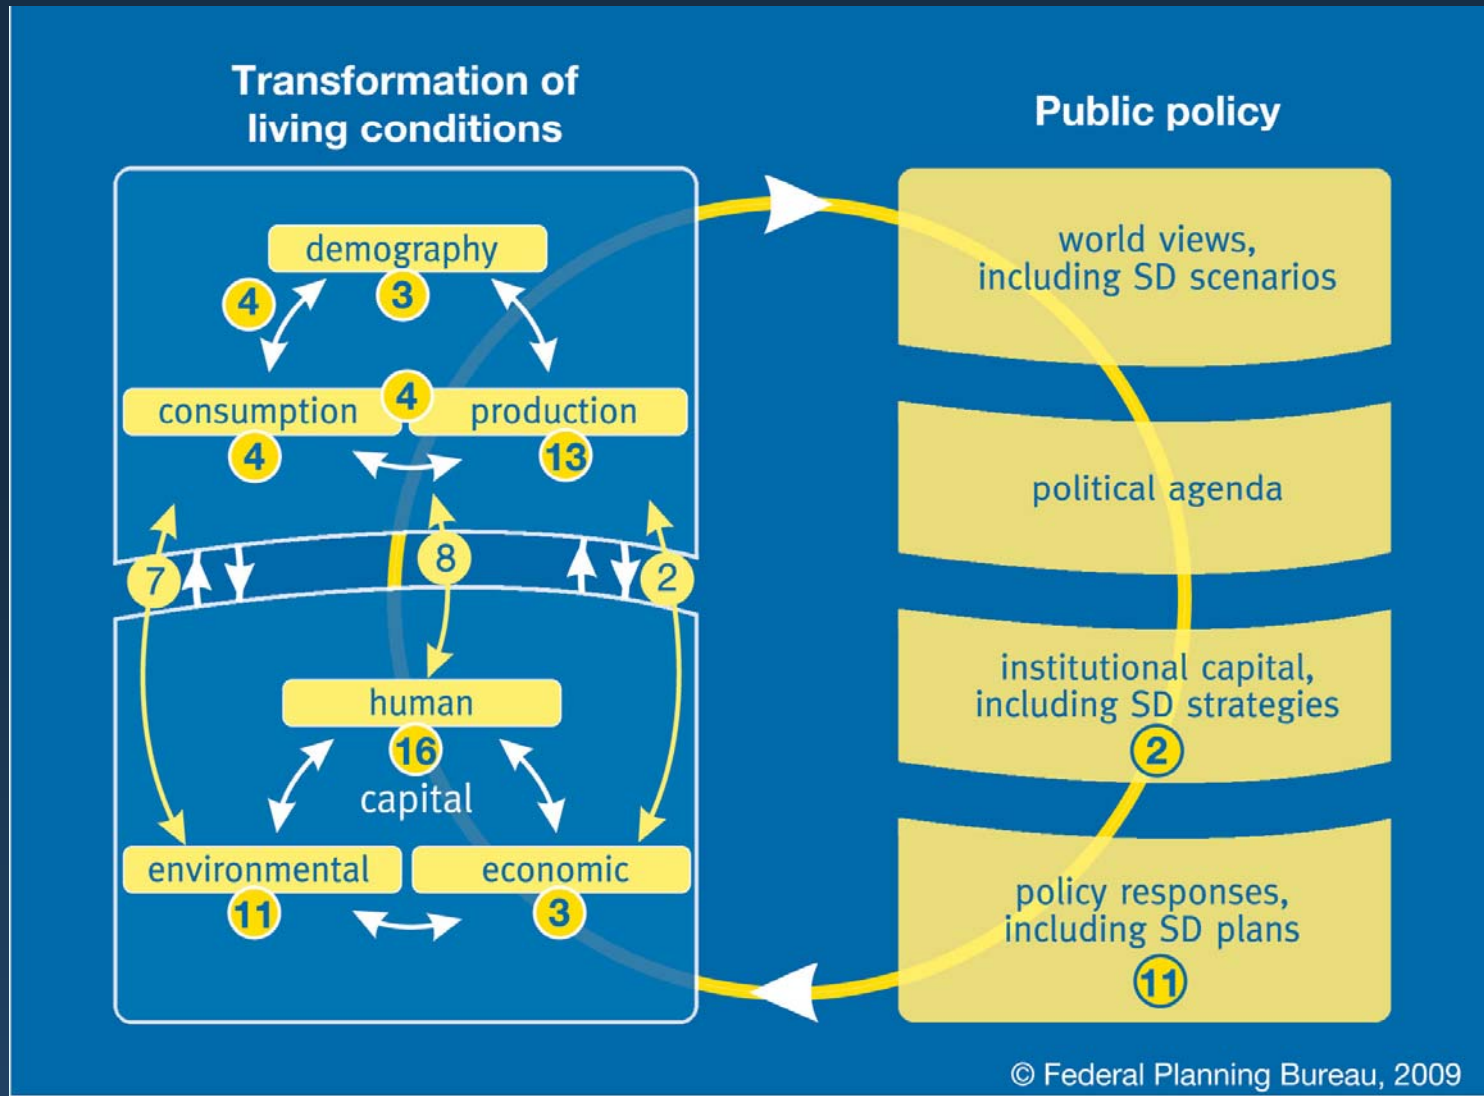 Transformation of
living conditions
Public policy
demography
3
4
consumption
4
4
production
13
7
8
2
human
16
capital
environmental
11
economic
3
world views,
including SD scenarios
political agenda
institutional capital,
including SD strategies
2
policy responses,
including SD plans
11
© Federal Planning Bureau, 2009